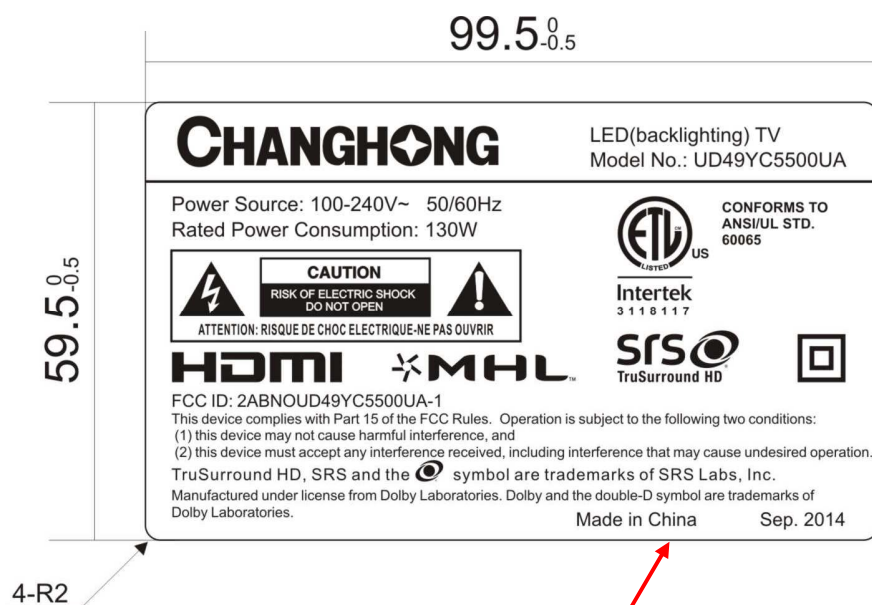 99.5 0 -0.5
CHANGHONG
LED(backlighting) TV
Model No.: UD49YC5500UA
59.5 0 -0.5
Power Source: 100-240V~ 50/60Hz
Rated Power Consumption: 130W
ETL
CM
US
LISTED
CONFORMS TO
ANSI/UL STD.
60065
Intertek
3118117
CAUTION
RISK OF ELECTRIC SHOCK
DO NOT OPEN
ATTENTION: RISQUE DE CHOC ELECTRIQUE-NE PAS OUVRIR
HDMI
MHL TM
SRS
TruSurround HD
FCC ID: 2ABNOUD49YC5500UA-1
This device complies with Part 15 of the FCC Rules. Operation is subject to the following two conditions:
(1) this device may not cause harmful interference, and
(2) this device must accept any interference received, including interference that may cause undesired operation.
TruSurround HD, SRS and the symbol are trademarks of SRS Labs, Inc.
Manufactured under license from Dolby Laboratories. Dolby and the double-D symbol are trademarks of
Dolby Laboratories.
Made in China Sep. 2014
4-R2